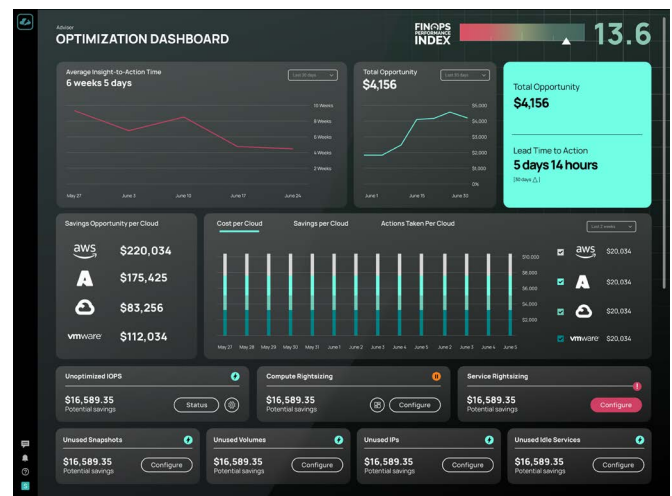 Adviser
OPTIMIZATION DASHBOARD
FINOPS
PERFORMANCE
INDEX
13.6
Average Insight-to-Action Time
6 weeks 5 days
Last 30 days
10 Weeks
8 Weeks
6 Weeks
4 Weeks
2 Weeks
May 27
June 3
June 10
June 17
June 24
Total Opportunity
$4,156
Last 30 days
$5,000
$4,000
$3,000
$2,000
$1,000
0%
June 1
June 15
June 30
Total Opportunity
$4,156
Lead Time to Action
5 days 14 hours
[30 days △]
Savings Opportunity per Cloud
aws $220,034
$175,425
$83,256
vmware $112,034
Cost per Cloud
Savings per Cloud
Actions Taken Per Cloud
Last 2 weeks
$10,000
$8,000
$6,000
$4,000
$2,000
May 27 May 28 May 29 May 30 May 31 June 1 June 2 June 3 June 4 June 5 June 2 June 3 June 4 June 5
aws $20,034
$20,034
$20,034
vmware $20,034
Unoptimized IOPS
$16,589.35
Potential savings
Status
Compute Rightsizing
$16,589.35
Potential savings
Configure
Service Rightsizing
$16,589.35
Potential savings
Configure
Unused Snapshots
$16,589.35
Potential savings
Configure
Unused Volumes
$16,589.35
Potential savings
Configure
Unused IPs
$16,589.35
Potential savings
Configure
Unused Idle Services
$16,589.35
Potential savings
Configure
S